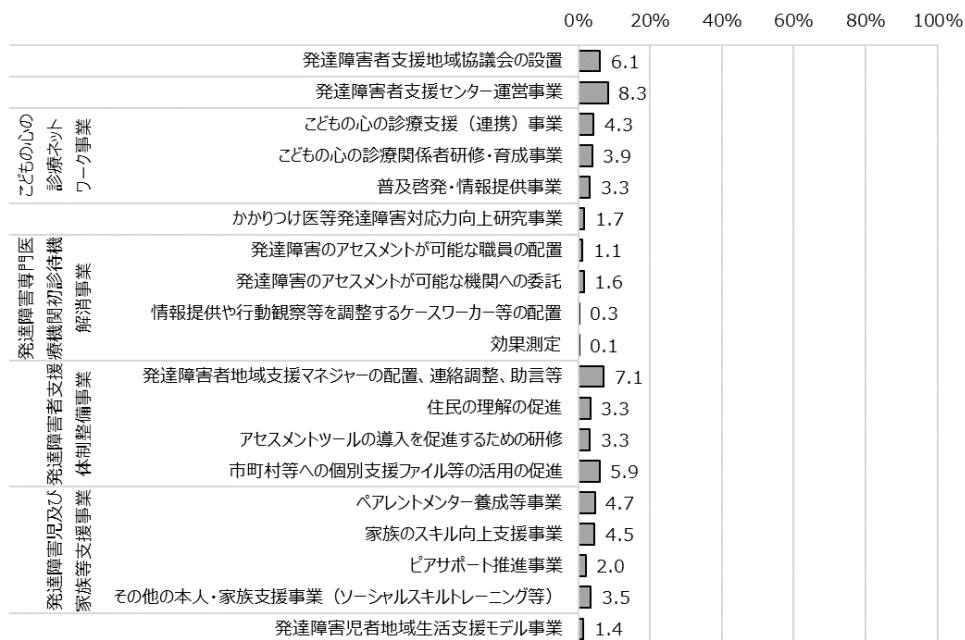 0% 20% 40% 60% 80% 100%
発達障害者支援地域協議会の設置 6.1
発達障害者支援センター運営事業 8.3
こどもの心の
診療ネット
ワーク事業
こどもの心の診療支援（連携）事業 4.3
こどもの心の診療関係者研修・育成事業 3.9
普及啓発・情報提供事業 3.3
かかりつけ医等発達障害対応力向上研究事業 1.7
発達障害専門医
療機関初診待機
解消事業
発達障害のアセスメントが可能な職員の配置 1.1
発達障害のアセスメントが可能な機関への委託 1.6
情報提供や行動観察等を調整するケースワーカー等の配置 0.3
効果測定 0.1
発達障害者支援
体制整備事業
発達障害者地域支援マネジャーの配置、連絡調整、助言等 7.1
住民の理解の促進 3.3
アセスメントツールの導入を促進するための研修 3.3
市町村等への個別支援ファイル等の活用の促進 5.9
発達障害児及び
家族等支援事業
ペアレントメンター養成等事業 4.7
家族のスキル向上支援事業 4.5
ピアサポート推進事業 2.0
その他の本人・家族支援事業（ソーシャルスキルトレーニング等） 3.5
発達障害児者地域生活支援モデル事業 1.4